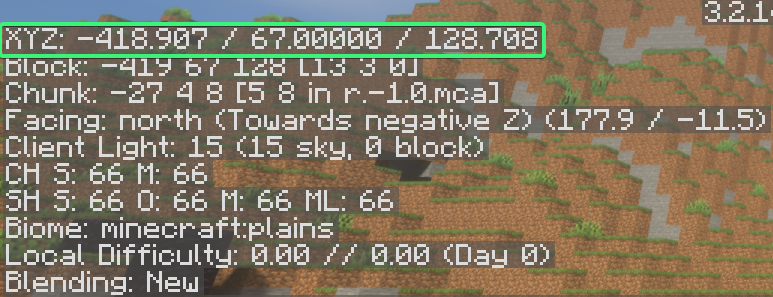 3.2.1
XYZ: -418.907 / 67.00000 / 128.708
Block: -419 67 128 [13 3 0]
Chunk: -27 4 8 [5 8 in r.-1.0.mca]
Facing: north (Towards negative Z) (177.9 / -11.5)
Client Light: 15 (15 sky, 0 block)
CH S: 66 M: 66
SH S: 66 O: 66 M: 66 ML: 66
Biome: minecraft:plains
Local Difficulty: 0.00 // 0.00 (Day 0)
Blending: New